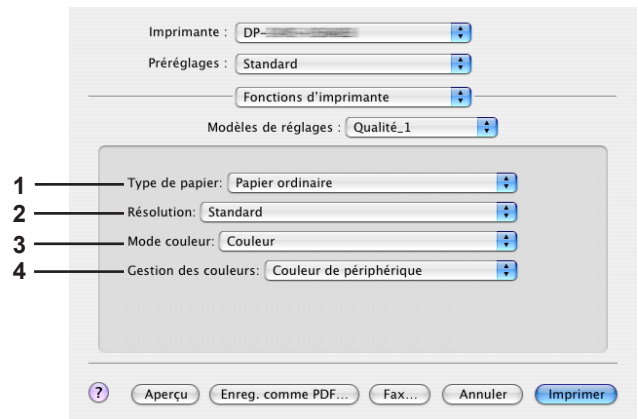 Imprimante : DP-
Préréglages : Standard
Fonctions d'imprimante
Modèles de réglages : Qualité_1
1 Type de papier: Papier ordinaire
2 Résolution: Standard
3 Mode couleur: Couleur
4 Gestion des couleurs: Couleur de périphérique
? Aperçu Enreg. comme PDF... Fax... Annuler Imprimer